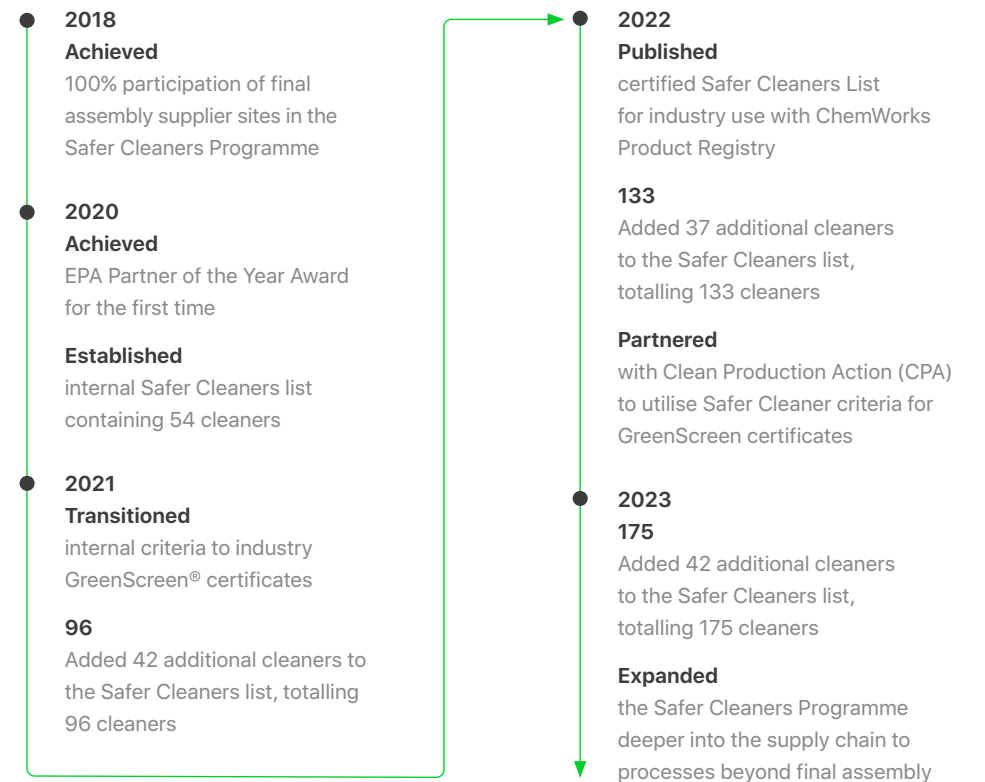 2018
Achieved
100% participation of final
assembly supplier sites in the
Safer Cleaners Programme
2020
Achieved
EPA Partner of the Year Award
for the first time
Established
internal Safer Cleaners list
containing 54 cleaners
2021
Transitioned
internal criteria to industry
GreenScreen® certificates
96
Added 42 additional cleaners to
the Safer Cleaners list, totalling
96 cleaners
2022
Published
certified Safer Cleaners List
for industry use with ChemWorks
Product Registry
133
Added 37 additional cleaners
to the Safer Cleaners list,
totalling 133 cleaners
Partnered
with Clean Production Action (CPA)
to utilise Safer Cleaner criteria for
GreenScreen certificates
2023
175
Added 42 additional cleaners
to the Safer Cleaners list,
totalling 175 cleaners
Expanded
the Safer Cleaners Programme
deeper into the supply chain to
processes beyond final assembly